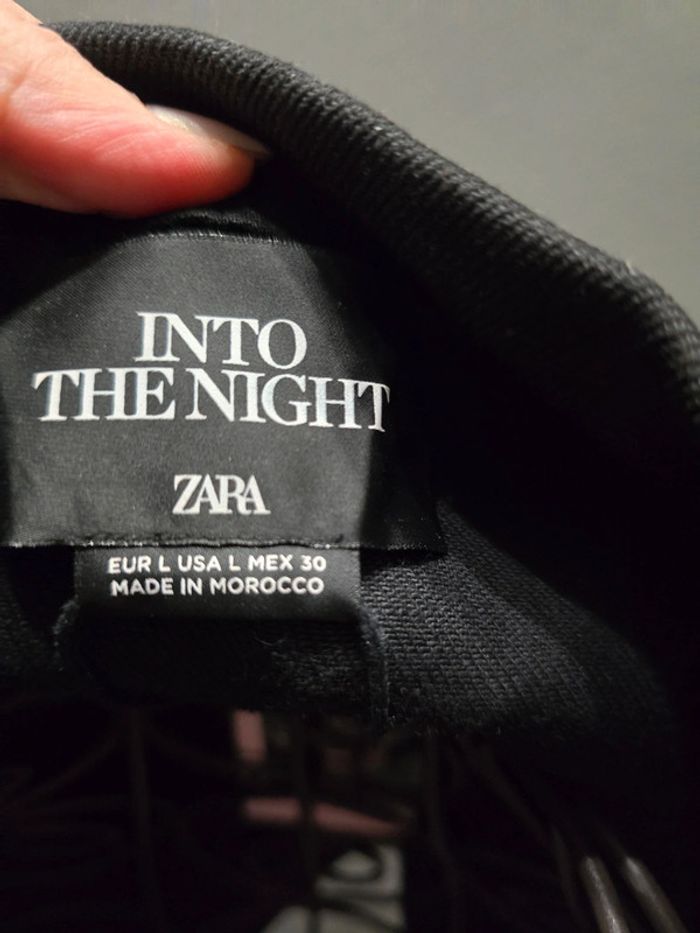 INTO
THE NIGHT
ZARA
EUR L USA L MEX 30
MADE IN MOROCCO